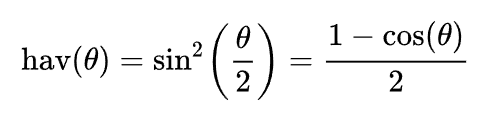 hav(θ) = sin²(θ/2) = (1 − cos(θ))/2